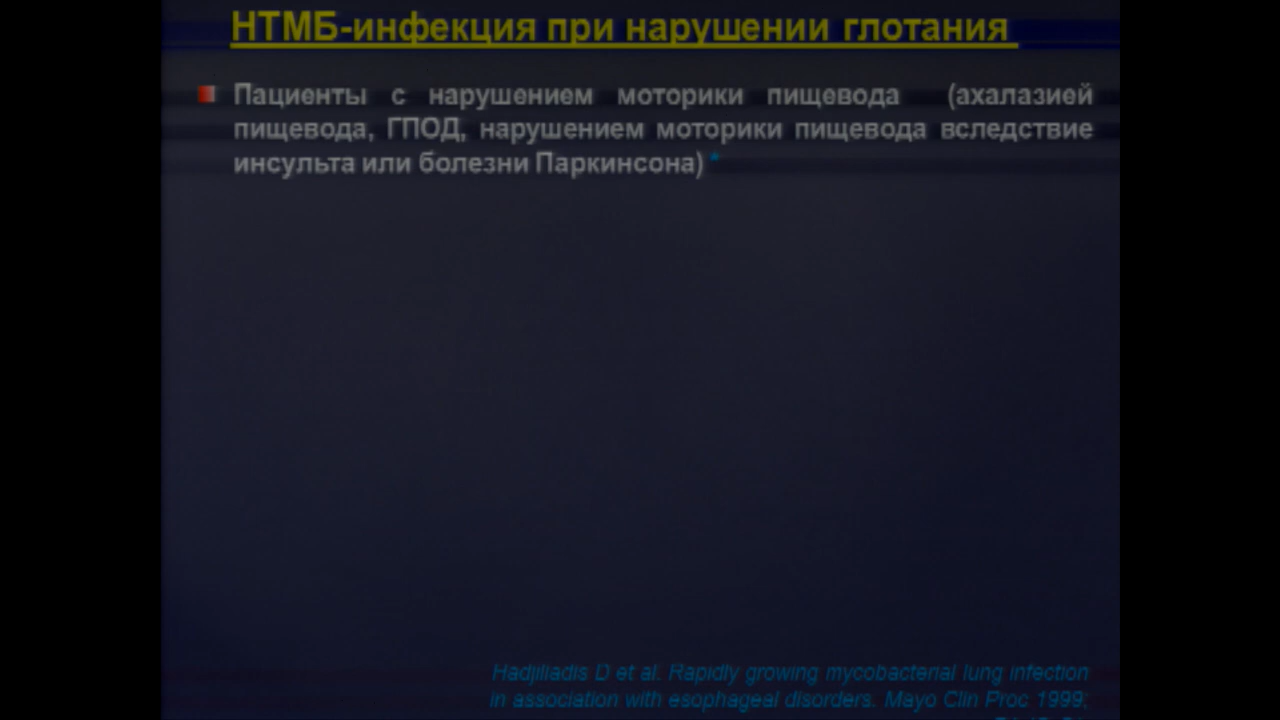 НТМБ-инфекция при нарушении глотания
Пациенты с нарушением моторики пищевода (ахалазией
пищевода, ГПОД, нарушением моторики пищевода вследствие
инсульта или болезни Паркинсона) *
Hadjiliadis D et al. Rapidly growing mycobacterial lung infection
in association with esophageal disorders. Mayo Clin Proc 1999;